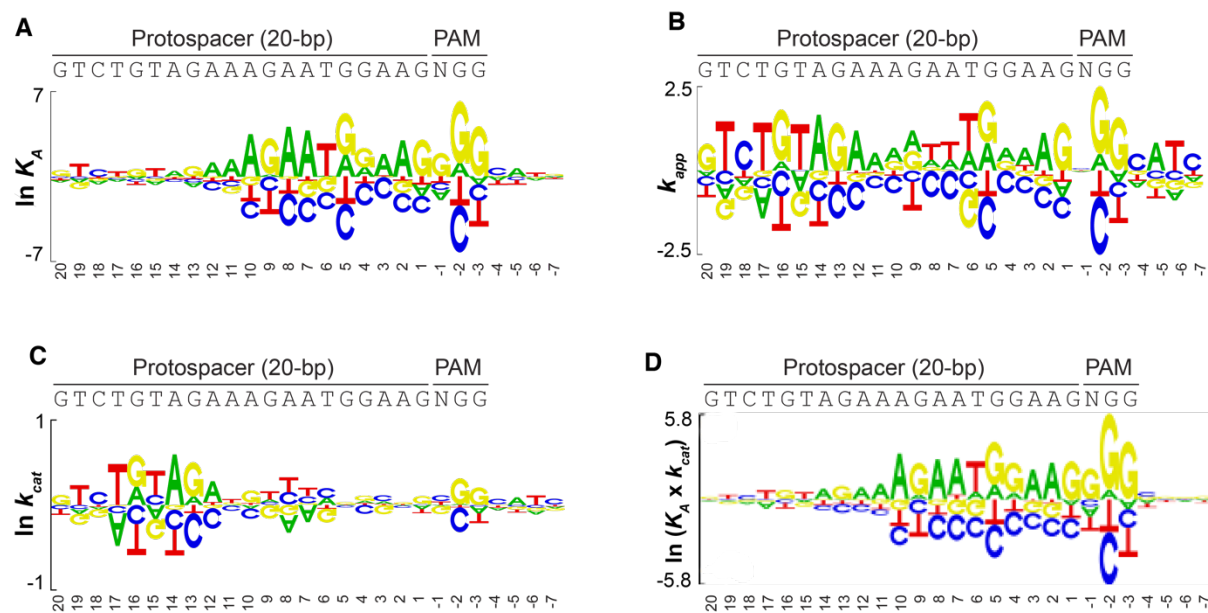 A
Protospacer (20-bp) PAM
GTCTGTAGAAAGAATGGAAGNGG
7
ln K_A
-7
20 19 18 17 16 15 14 13 12 11 10 9 8 7 6 5 4 3 2 1 -1 -2 -3 -4 -5 -6 -7
B
Protospacer (20-bp) PAM
GTCTGTAGAAAGAATGGAAGNGG
2.5
k_app
-2.5
20 19 18 17 16 15 14 13 12 11 10 9 8 7 6 5 4 3 2 1 -1 -2 -3 -4 -5 -6 -7
C
Protospacer (20-bp) PAM
GTCTGTAGAAAGAATGGAAGNGG
1
ln k_cat
-1
20 19 18 17 16 15 14 13 12 11 10 9 8 7 6 5 4 3 2 1 -1 -2 -3 -4 -5 -6 -7
D
Protospacer (20-bp) PAM
GTCTGTAGAAAGAATGGAAGNGG
5.8
ln (K_A x k_cat)
-5.8
20 19 18 17 16 15 14 13 12 11 10 9 8 7 6 5 4 3 2 1 -1 -2 -3 -4 -5 -6 -7